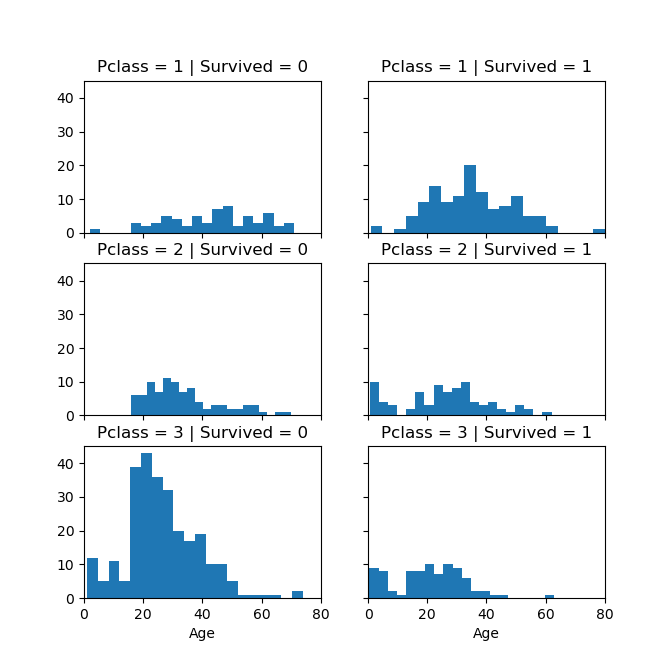 Pclass = 1 | Survived = 0
Pclass = 1 | Survived = 1
40
30
20
10
0
Pclass = 2 | Survived = 0
Pclass = 2 | Survived = 1
40
30
20
10
0
Pclass = 3 | Survived = 0
Pclass = 3 | Survived = 1
40
30
20
10
0
0 20 40 60 80
0 20 40 60 80
Age
Age